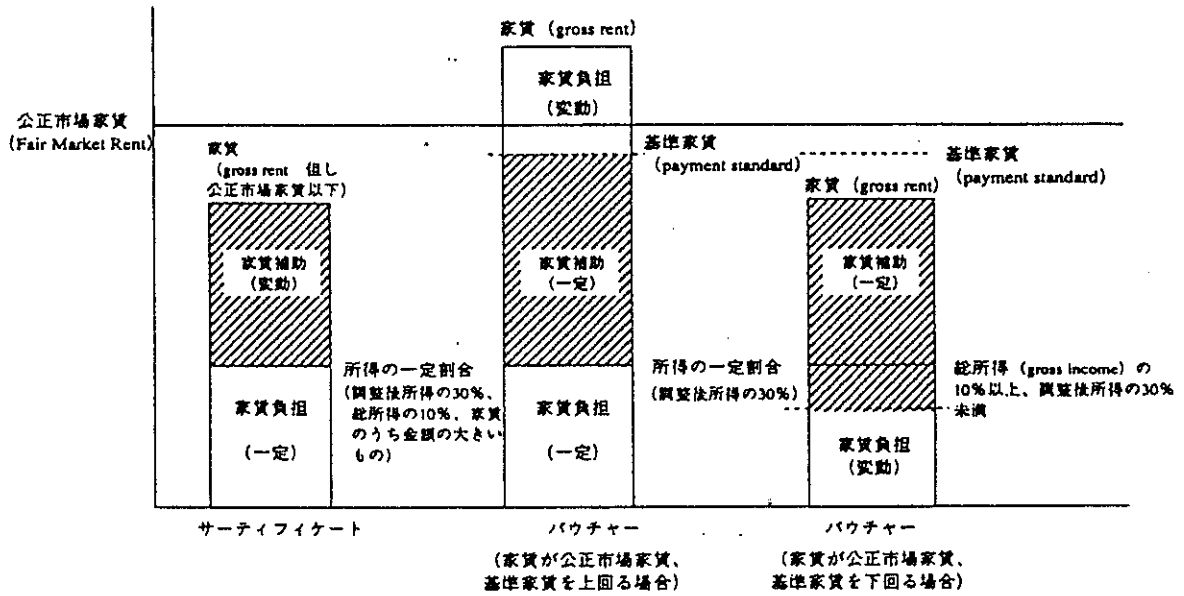 家賃 (gross rent)
家賃負担
(変動)
公正市場家賃
(Fair Market Rent)
家賃
(gross rent 但し
公正市場家賃以下)
基準家賃
(payment standard)
基準家賃
(payment standard)
家賃 (gross rent)
家賃補助
(変動)
家賃補助
(一定)
家賃補助
(一定)
所得の一定割合
(調整後所得の30%、
総所得の10%、家賃
のうち金額の大きい
もの)
所得の一定割合
(調整後所得の30%)
総所得 (gross income) の
10%以上、調整後所得の30%
未満
家賃負担
(一定)
家賃負担
(一定)
家賃負担
(変動)
サーティフィケート
バウチャー
(家賃が公正市場家賃、
基準家賃を上回る場合)
バウチャー
(家賃が公正市場家賃、
基準家賃を下回る場合)